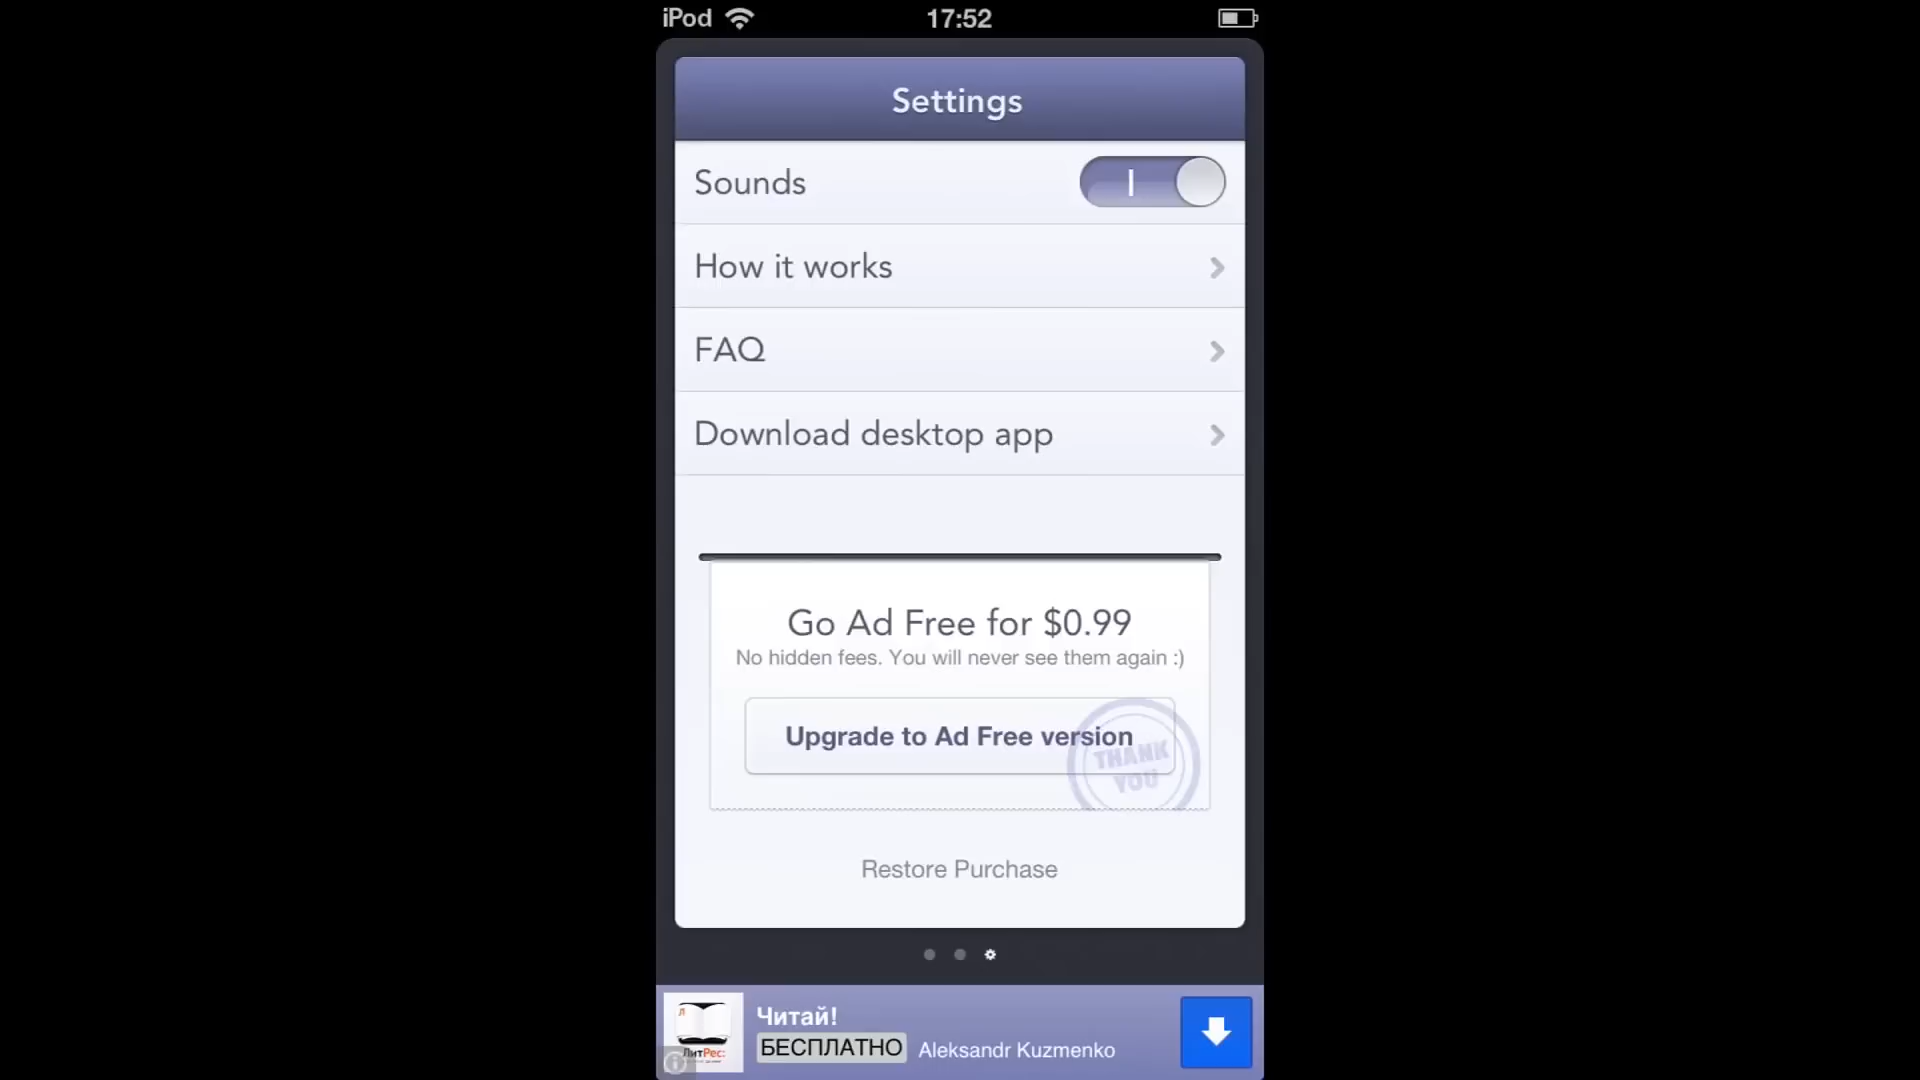 iPod 17:52
Settings
Sounds
How it works
FAQ
Download desktop app
Go Ad Free for $0.99
No hidden fees. You will never see them again :)
Upgrade to Ad Free version
THANK
YOU
Restore Purchase
Читай!
БЕСПЛАТНО Aleksandr Kuzmenko